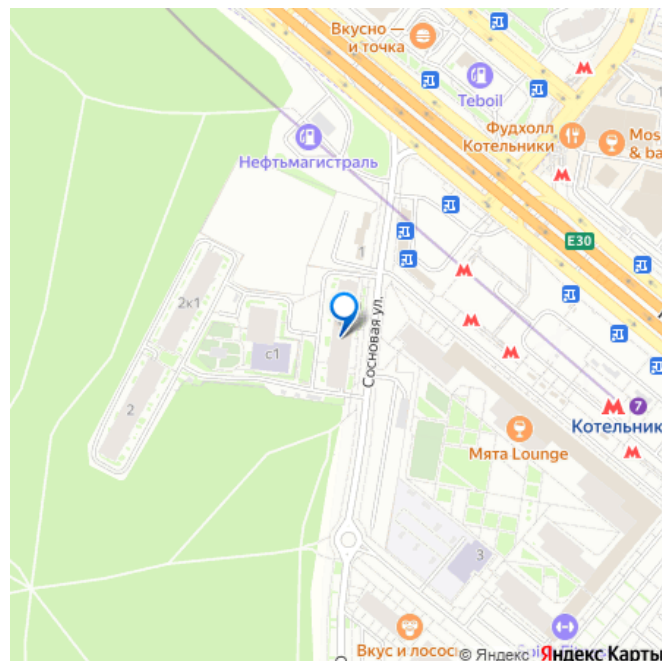 Вкусно —
и точка
Teboil
Фудхолл
Котельники
Mos
& ba
Нефтьмагистраль
E30
1
2к1
с1
Сосновая ул.
2
7
Котельник
Мята Lounge
3
Вкус и лосось
© Яндекс Яндекс Карты